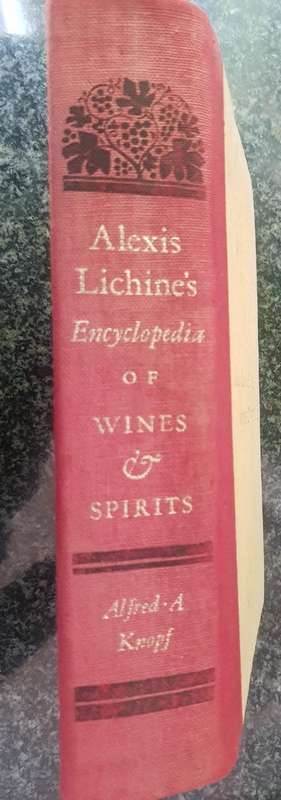 Alexis
Lichine's
Encyclopedia
OF
WINES
&
SPIRITS
Alfred · A
Knopf